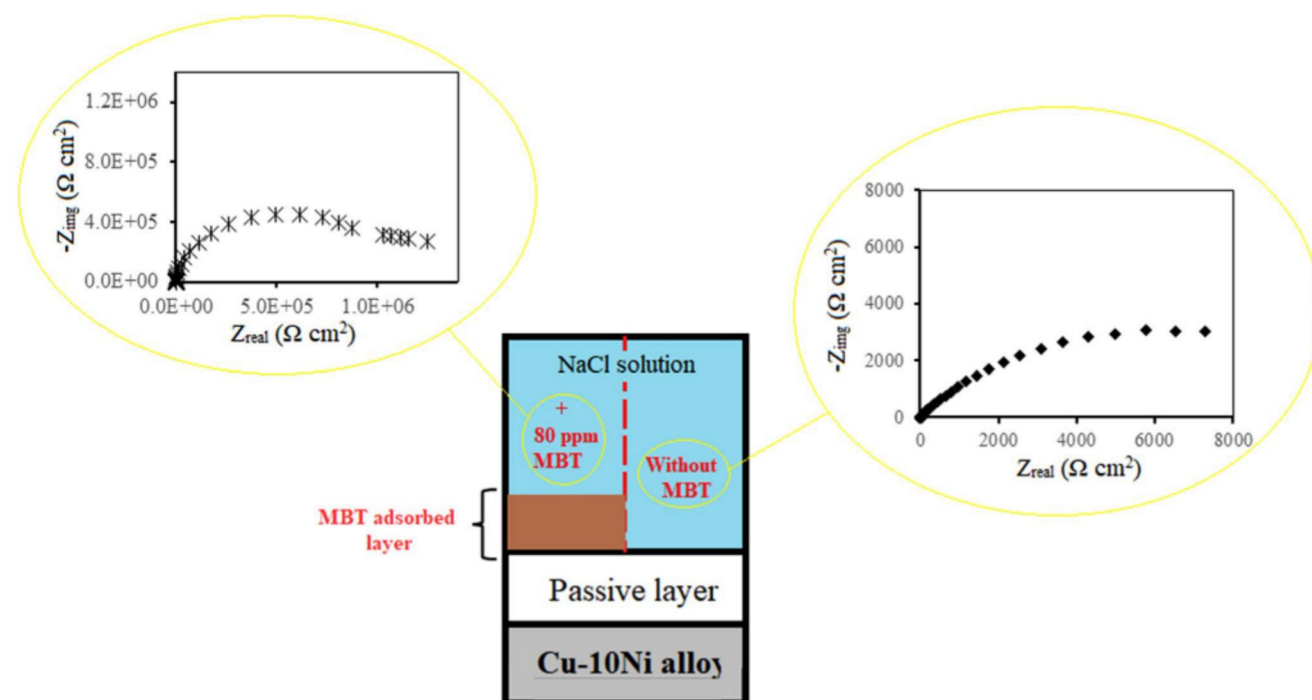 1.2E+06
8.0E+05
4.0E+05
0.0E+00
-Zimg (Ω cm²)
0.0E+00 5.0E+05 1.0E+06
Zreal (Ω cm²)
8000
6000
4000
2000
0
-Zimg (Ω cm²)
0 2000 4000 6000 8000
Zreal (Ω cm²)
NaCl solution
+
80 ppm
MBT
Without
MBT
MBT adsorbed
layer
Passive layer
Cu-10Ni alloy